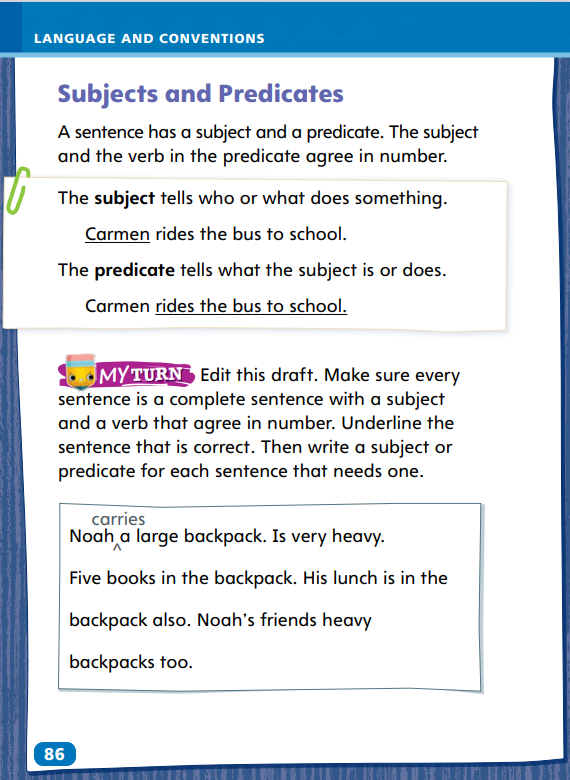 LANGUAGE AND CONVENTIONS
Subjects and Predicates
A sentence has a subject and a predicate. The subject
and the verb in the predicate agree in number.
The subject tells who or what does something.
Carmen rides the bus to school.
The predicate tells what the subject is or does.
Carmen rides the bus to school.
MY TURN Edit this draft. Make sure every
sentence is a complete sentence with a subject
and a verb that agree in number. Underline the
sentence that is correct. Then write a subject or
predicate for each sentence that needs one.
carries
Noah ^ a large backpack. Is very heavy.
Five books in the backpack. His lunch is in the
backpack also. Noah’s friends heavy
backpacks too.
86